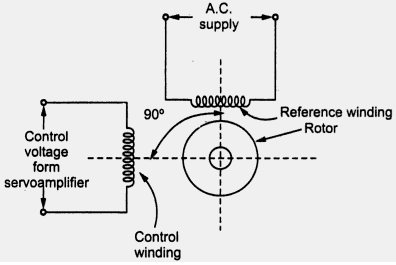 A.C.
supply
90°
Reference winding
Rotor
Control
voltage
form
servoamplifier
Control
winding